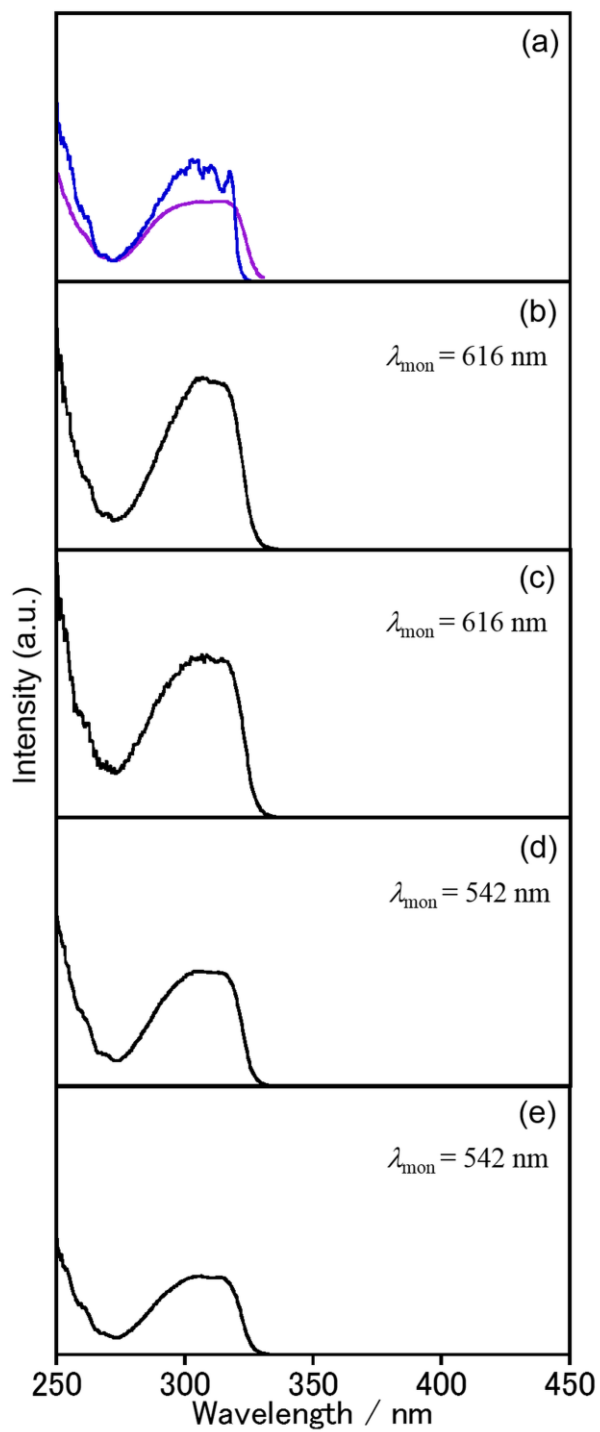 (a)
(b)
λmon = 616 nm
(c)
λmon = 616 nm
Intensity (a.u.)
(d)
λmon = 542 nm
(e)
λmon = 542 nm
250 300 350 400 450
Wavelength / nm